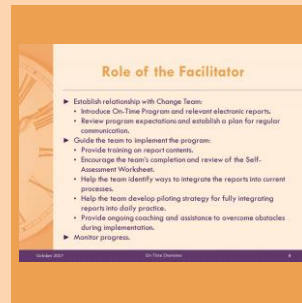 Role of the Facilitator
► Establish relationship with Change Team:
• Introduce On-Time Program and relevant electronic reports.
• Review program expectations and establish a plan for regular
communication.
► Guide the team to implement the program:
• Provide training on report contents.
• Encourage the team's completion and review of the Self-
Assessment Worksheet.
• Help the team identify ways to integrate the reports into current
processes.
• Help the team develop piloting strategy for fully integrating
reports into daily practice.
• Provide ongoing coaching and assistance to overcome obstacles
during implementation.
► Monitor progress.
October 2017
On-Time Overview